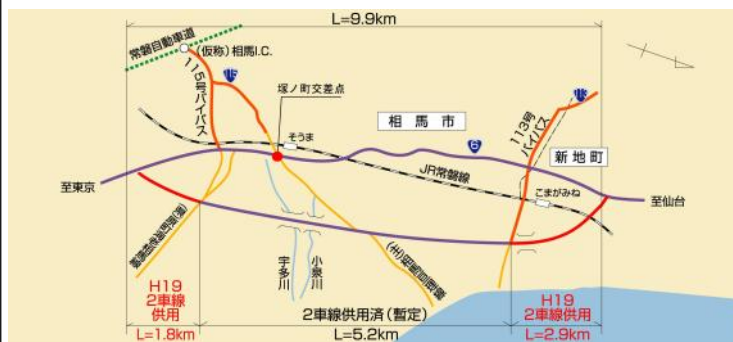 L=9.9km
常磐自動車道
(仮称)相馬I.C.
115号バイパス
115
塚ノ町交差点
そうま
相馬市
6
113
113号
バイパス
新地町
JR常磐線
こまがみね
至東京
至仙台
宇多川
小泉川
H19
2車線
供用
L=1.8km
2車線供用済(暫定)
L=5.2km
H19
2車線供用
L=2.9km